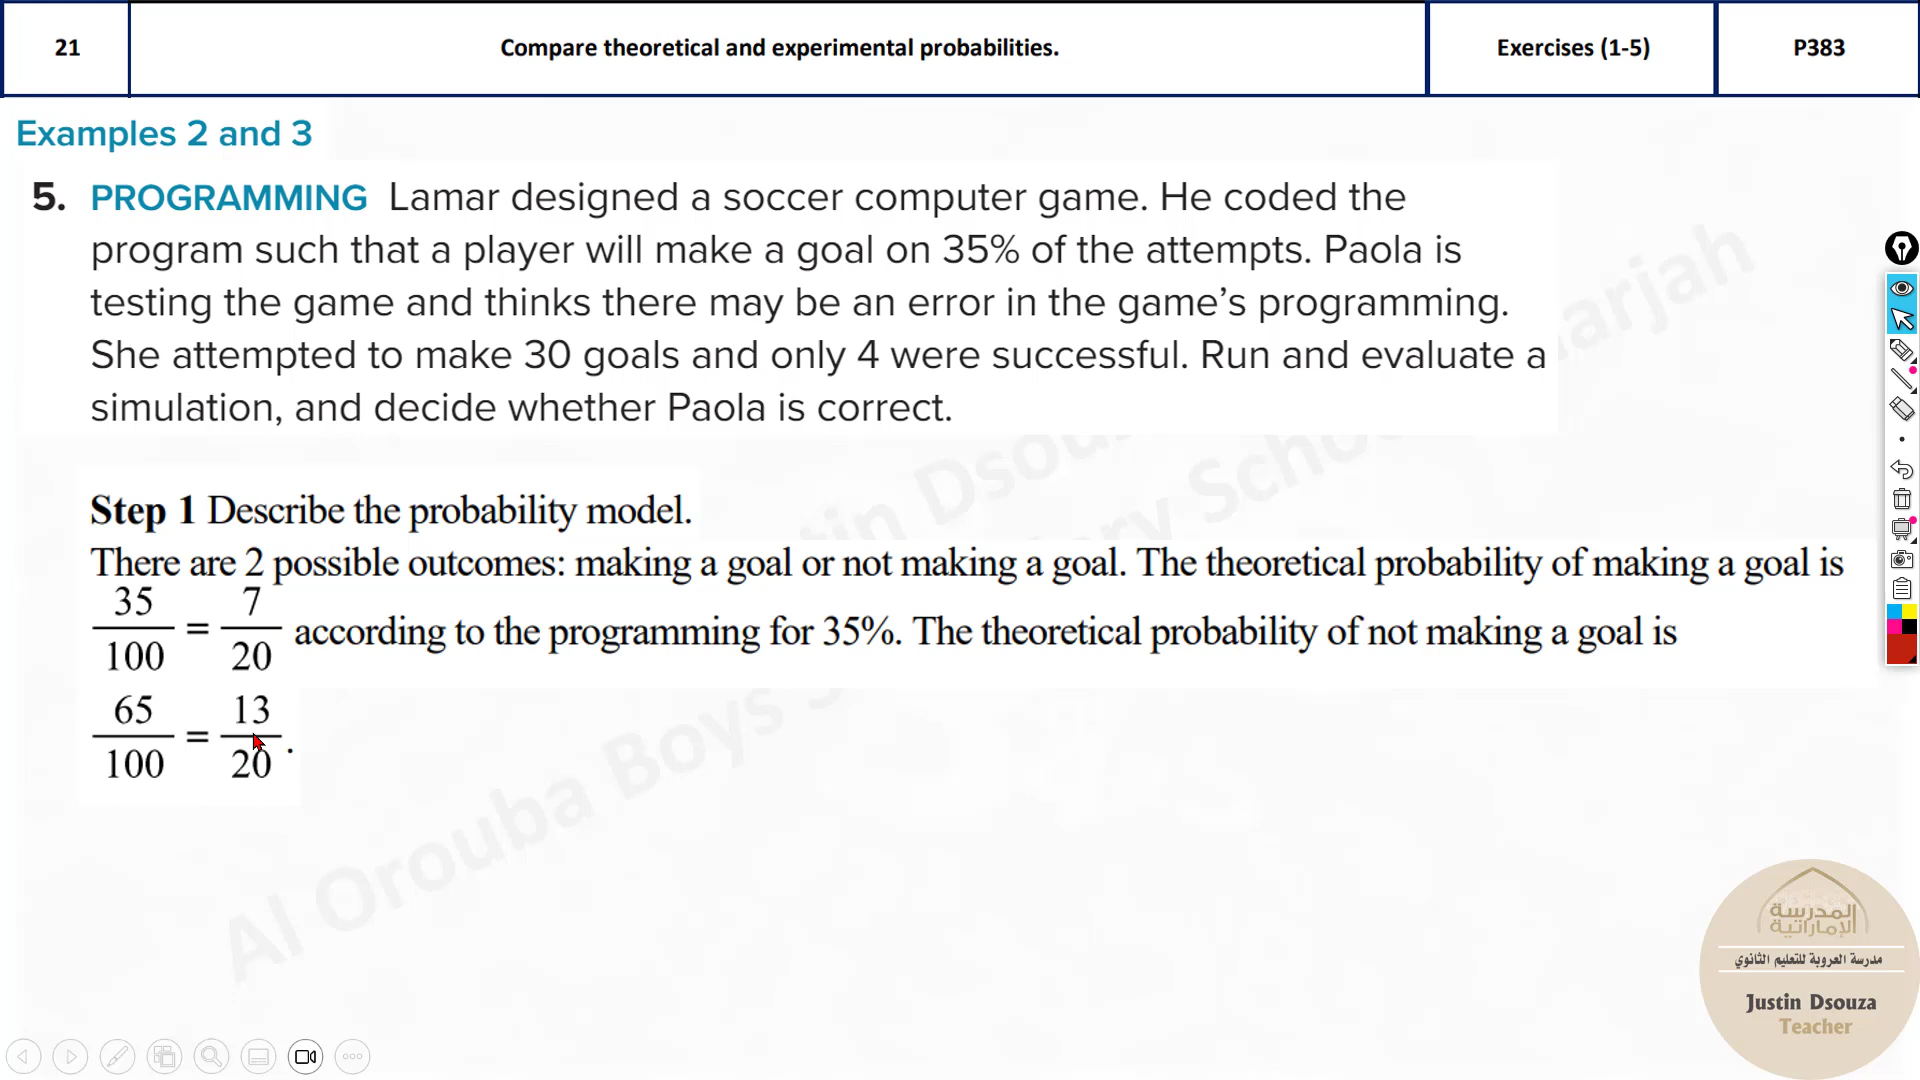 21 Compare theoretical and experimental probabilities. Exercises (1-5) P383
Examples 2 and 3
5. PROGRAMMING Lamar designed a soccer computer game. He coded the
program such that a player will make a goal on 35% of the attempts. Paola is
testing the game and thinks there may be an error in the game's programming.
She attempted to make 30 goals and only 4 were successful. Run and evaluate a
simulation, and decide whether Paola is correct.
Step 1 Describe the probability model.
There are 2 possible outcomes: making a goal or not making a goal. The theoretical probability of making a goal is
35/100 = 7/20 according to the programming for 35%. The theoretical probability of not making a goal is
65/100 = 13/20.
Al Orouba Boys
المدرسة
الإماراتية
مدرسة العروبة للتعليم الثانوي
Justin Dsouza
Teacher